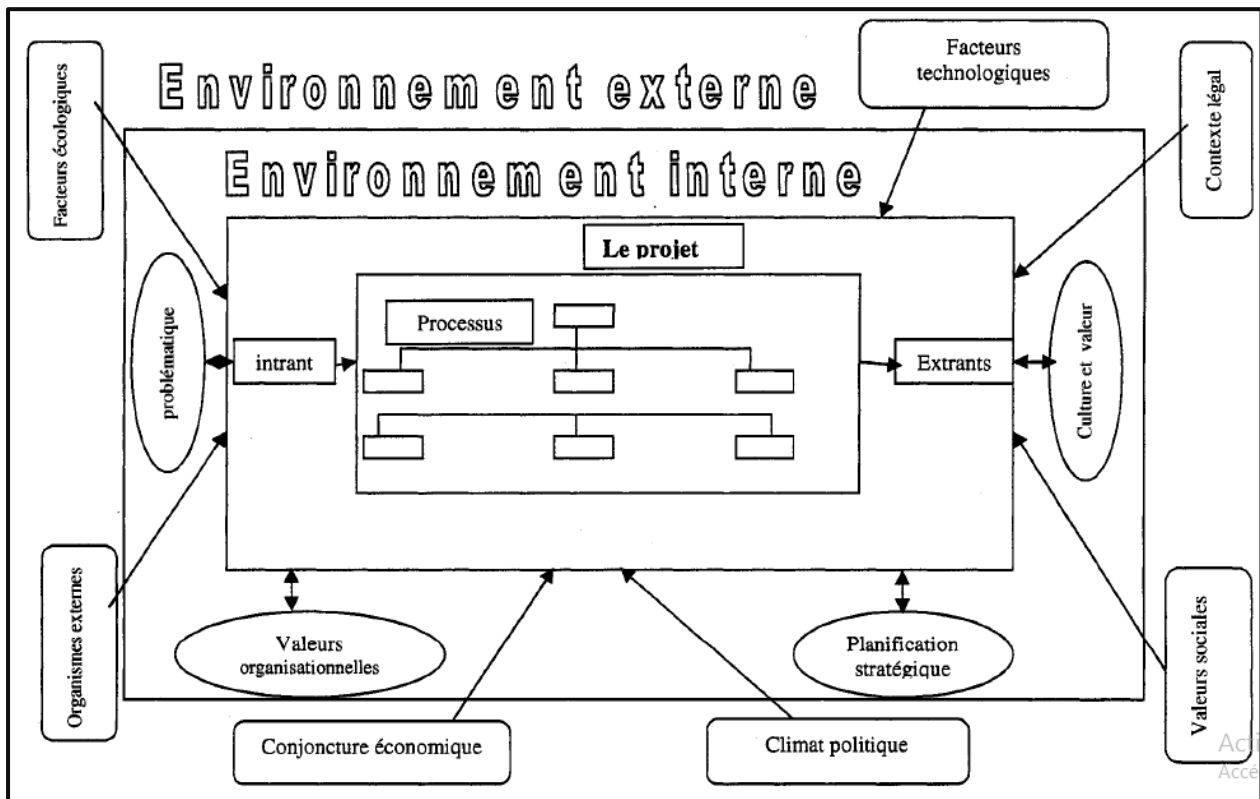 Environnement externe
Facteurs
technologiques
Facteurs écologiques
Contexte légal
Environnement interne
Le projet
problématique
intrant
Processus
Extrants
Culture et valeur
Organismes externes
Valeurs
organisationnelles
Planification
stratégique
Valeurs sociales
Conjoncture économique
Climat politique